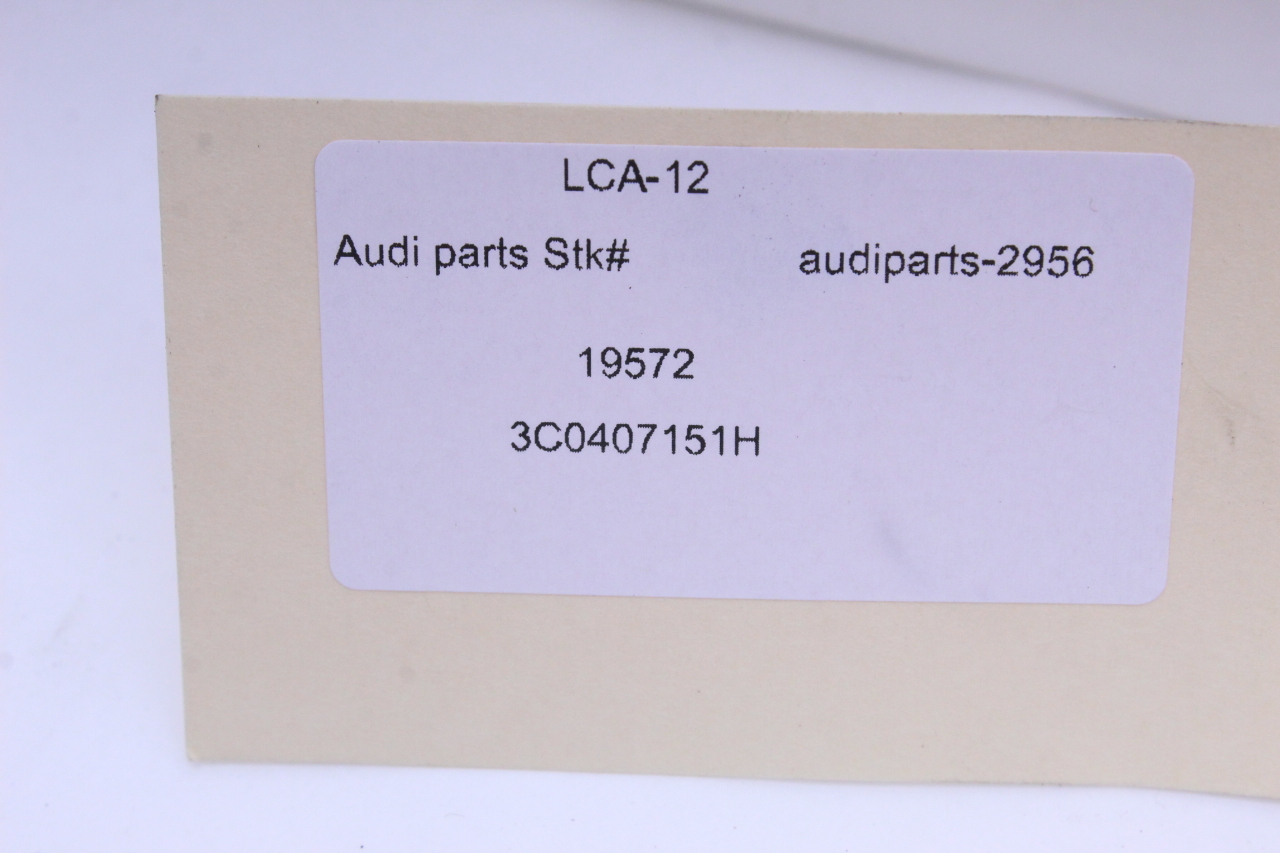 LCA-12
Audi parts Stk# audiparts-2956
19572
3C0407151H